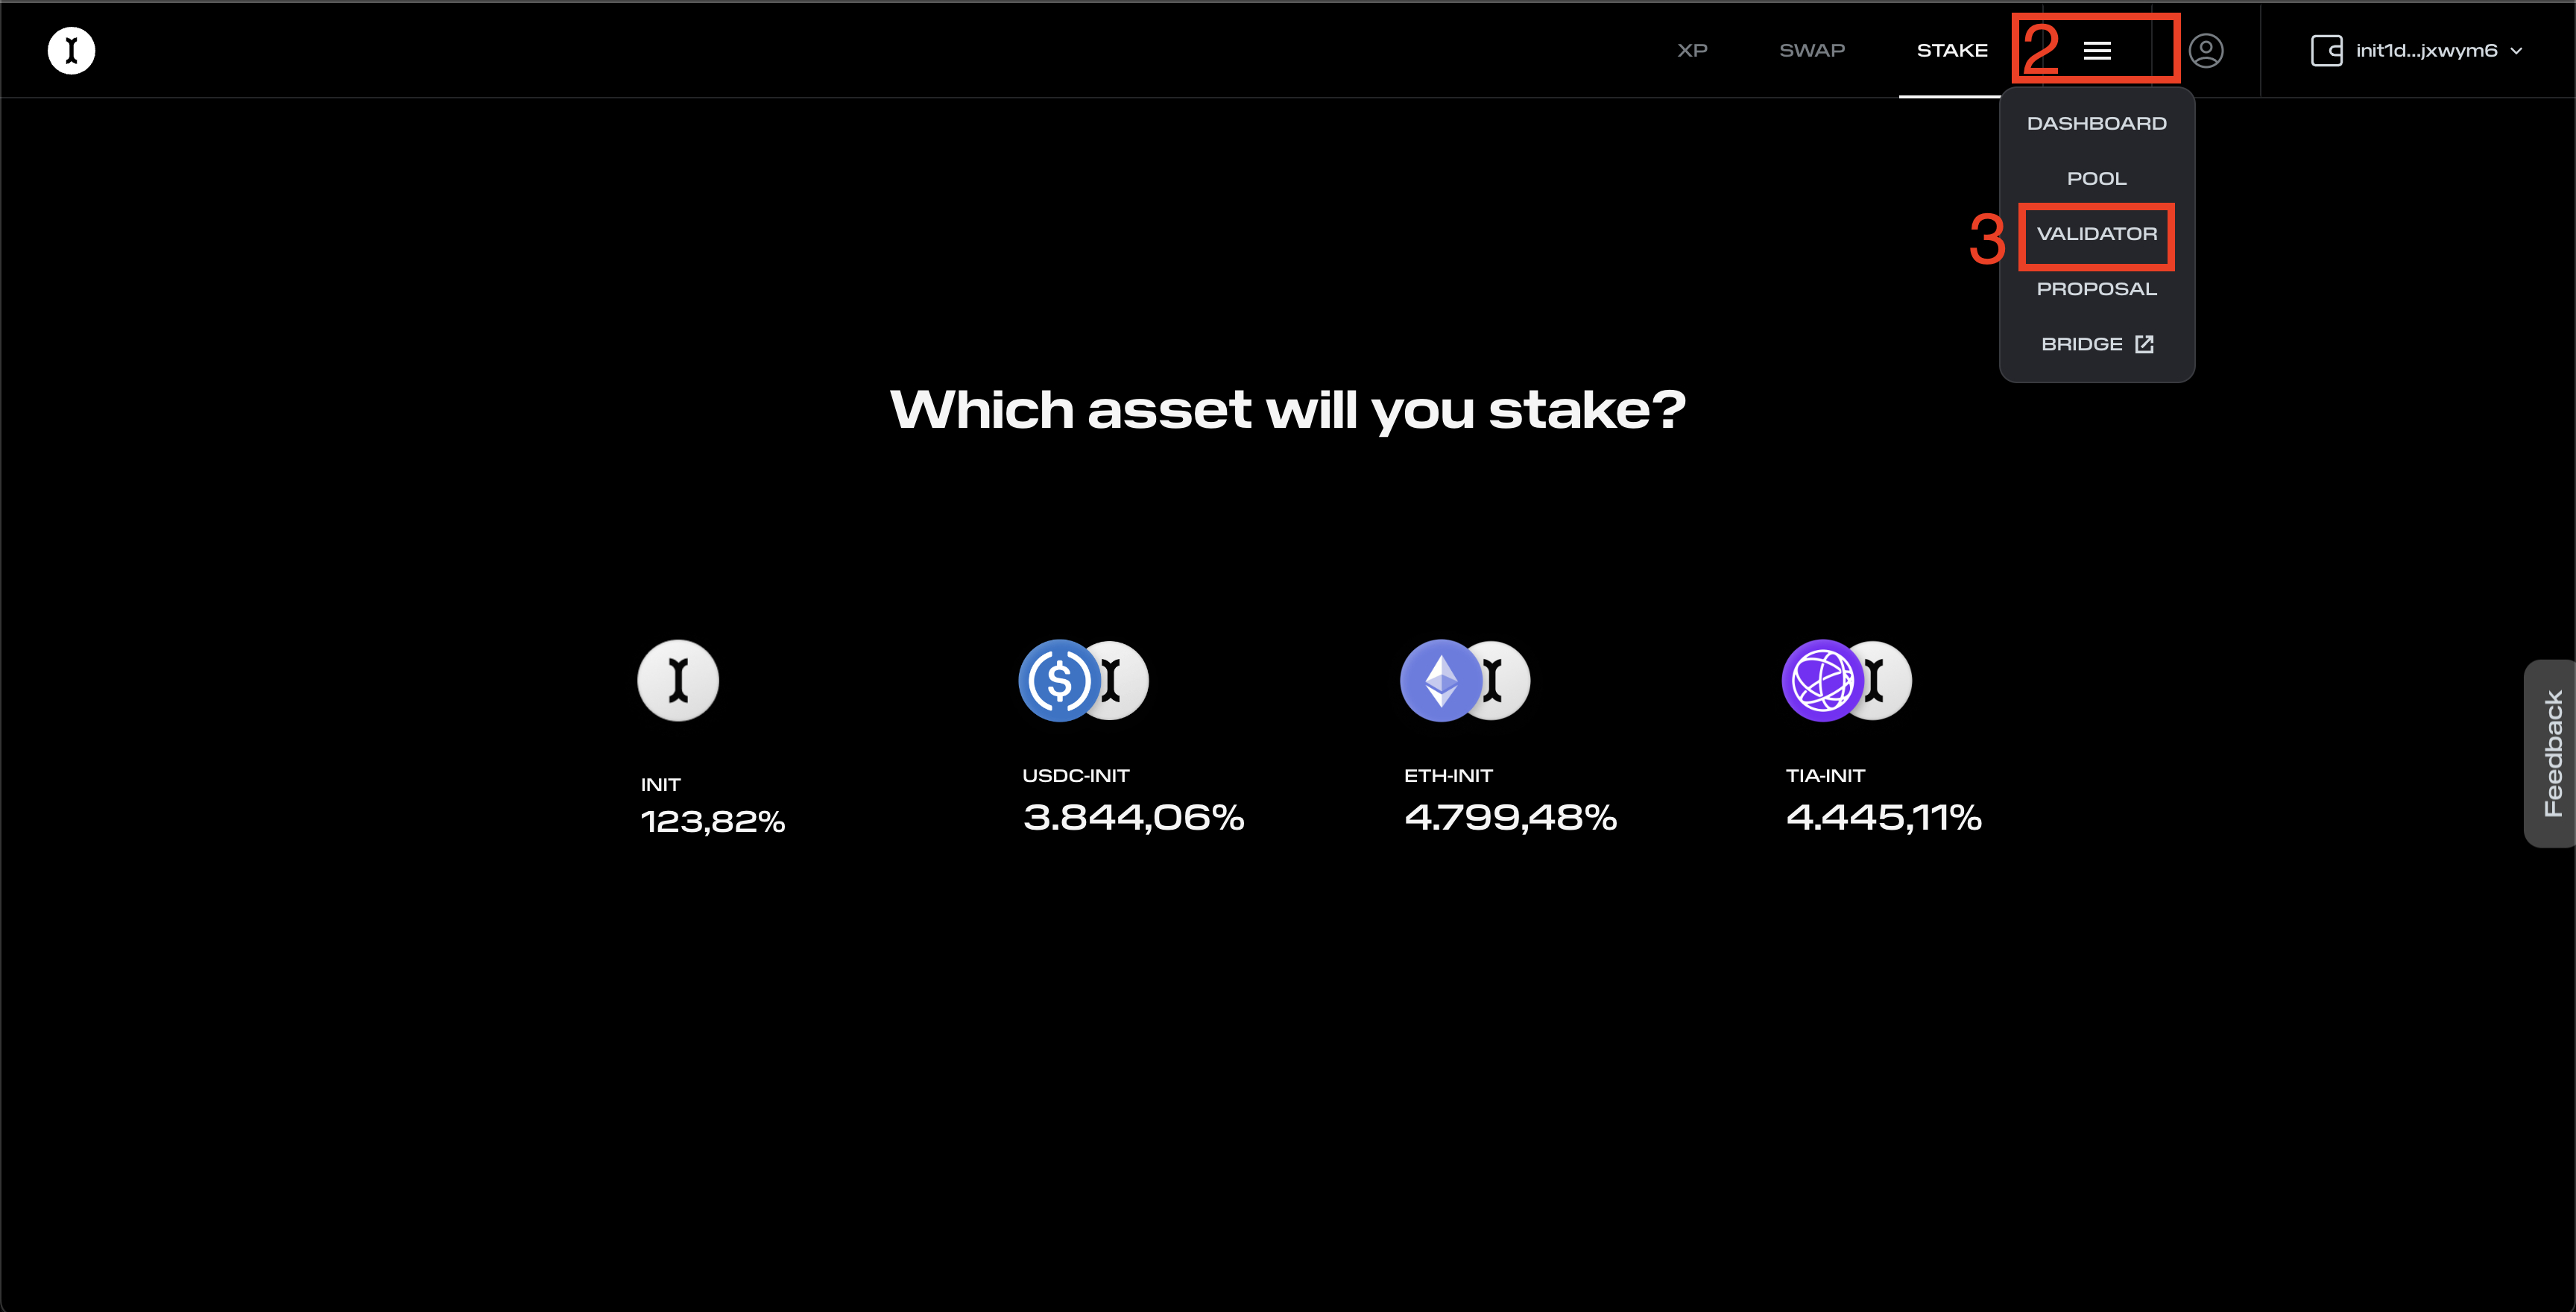 XP
SWAP
STAKE
2
init1d...jxwym6
DASHBOARD
POOL
3
VALIDATOR
PROPOSAL
BRIDGE
Which asset will you stake?
INIT
123,82%
USDC-INIT
3.844,06%
ETH-INIT
4.799,48%
TIA-INIT
4.445,11%
Feedback